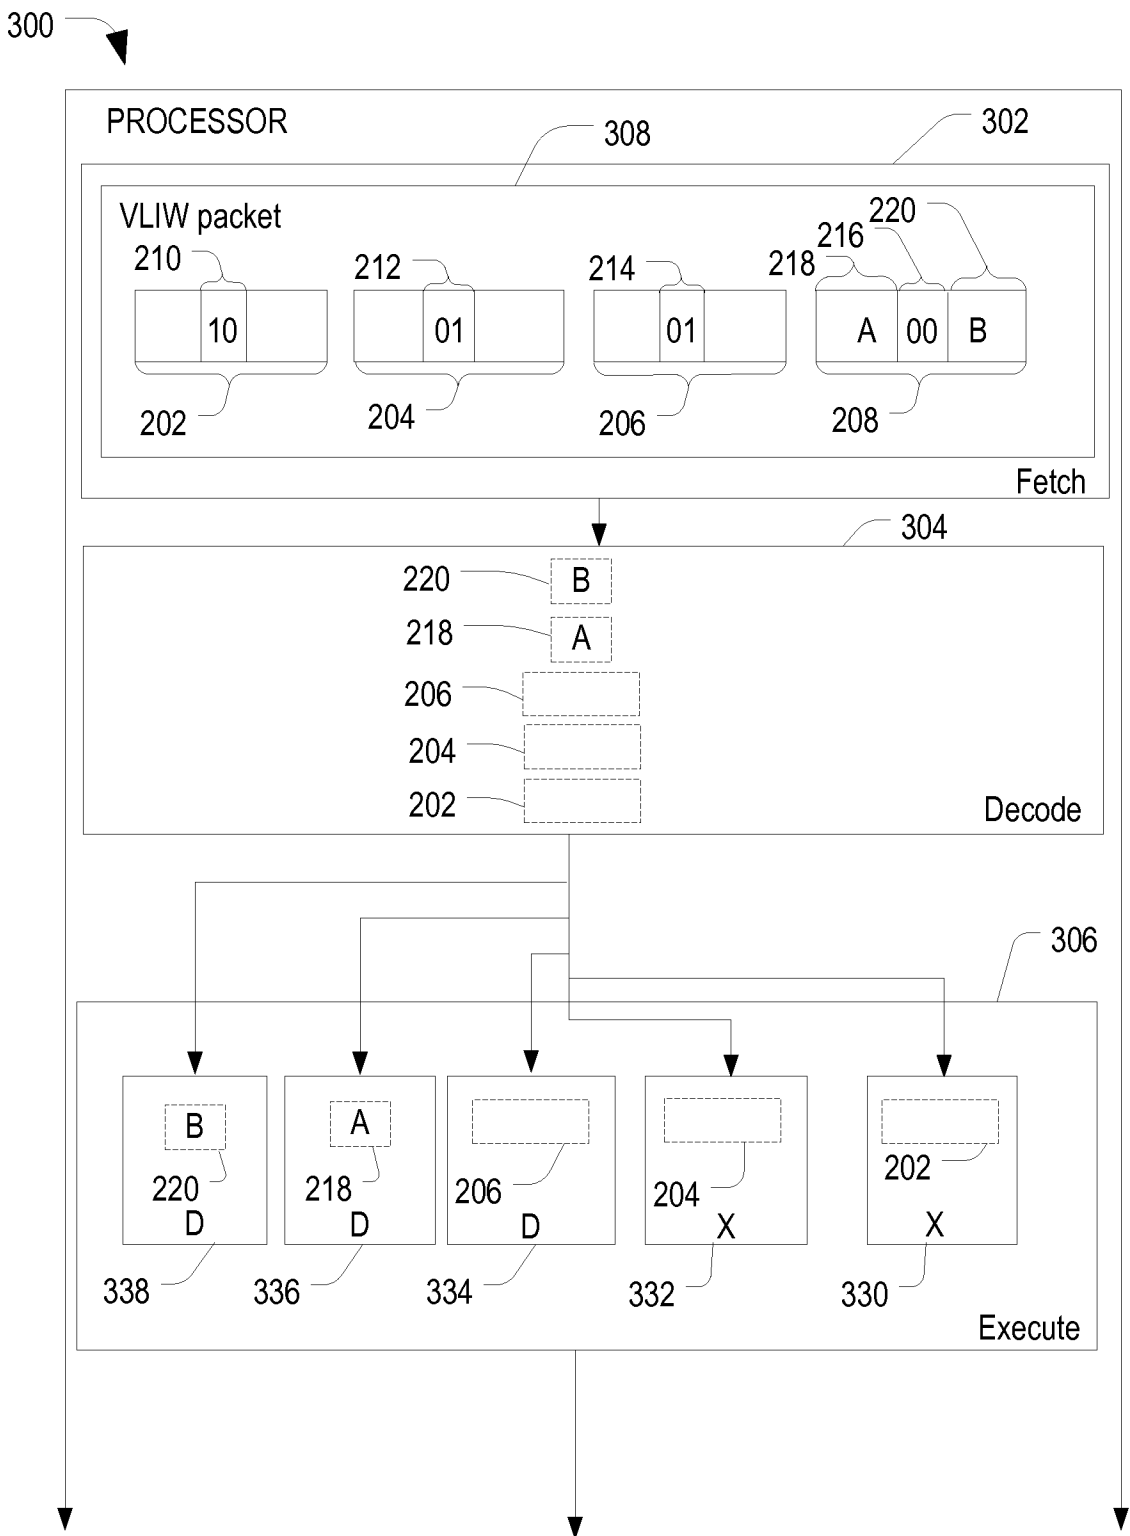 300
PROCESSOR
308
302
VLIW packet
220
216
210
212
214
218
10
01
01
A
00
B
202
204
206
208
Fetch
304
220
B
218
A
206
204
202
Decode
306
B
A
220
218
206
204
202
D
D
D
X
X
338
336
334
332
330
Execute